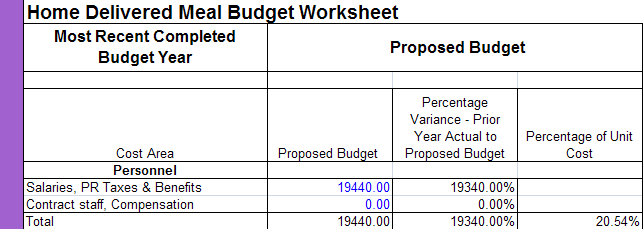 Home Delivered Meal Budget Worksheet
Most Recent Completed
Budget Year
Proposed Budget
Cost Area
Proposed Budget
Percentage
Variance - Prior
Year Actual to
Proposed Budget
Percentage of Unit
Cost
Personnel
Salaries, PR Taxes & Benefits 19440.00 19340.00%
Contract staff, Compensation 0.00 0.00%
Total 19440.00 19340.00% 20.54%